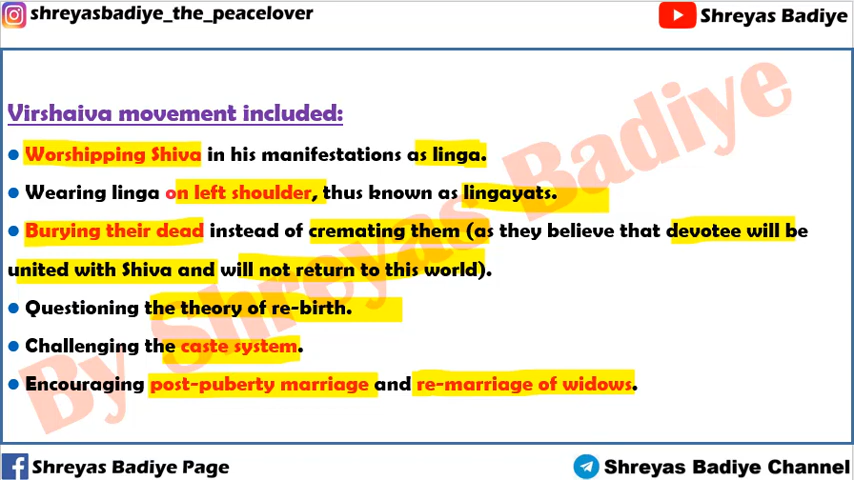 shreyasbadiye_the_peacelover
Shreyas Badiye
Virshaiva movement included:
● Worshipping Shiva in his manifestations as linga.
● Wearing linga on left shoulder, thus known as lingayats.
● Burying their dead instead of cremating them (as they believe that devotee will be
united with Shiva and will not return to this world).
● Questioning the theory of re-birth.
● Challenging the caste system.
● Encouraging post-puberty marriage and re-marriage of widows.
By Shreyas Badiye
Shreyas Badiye Page
Shreyas Badiye Channel